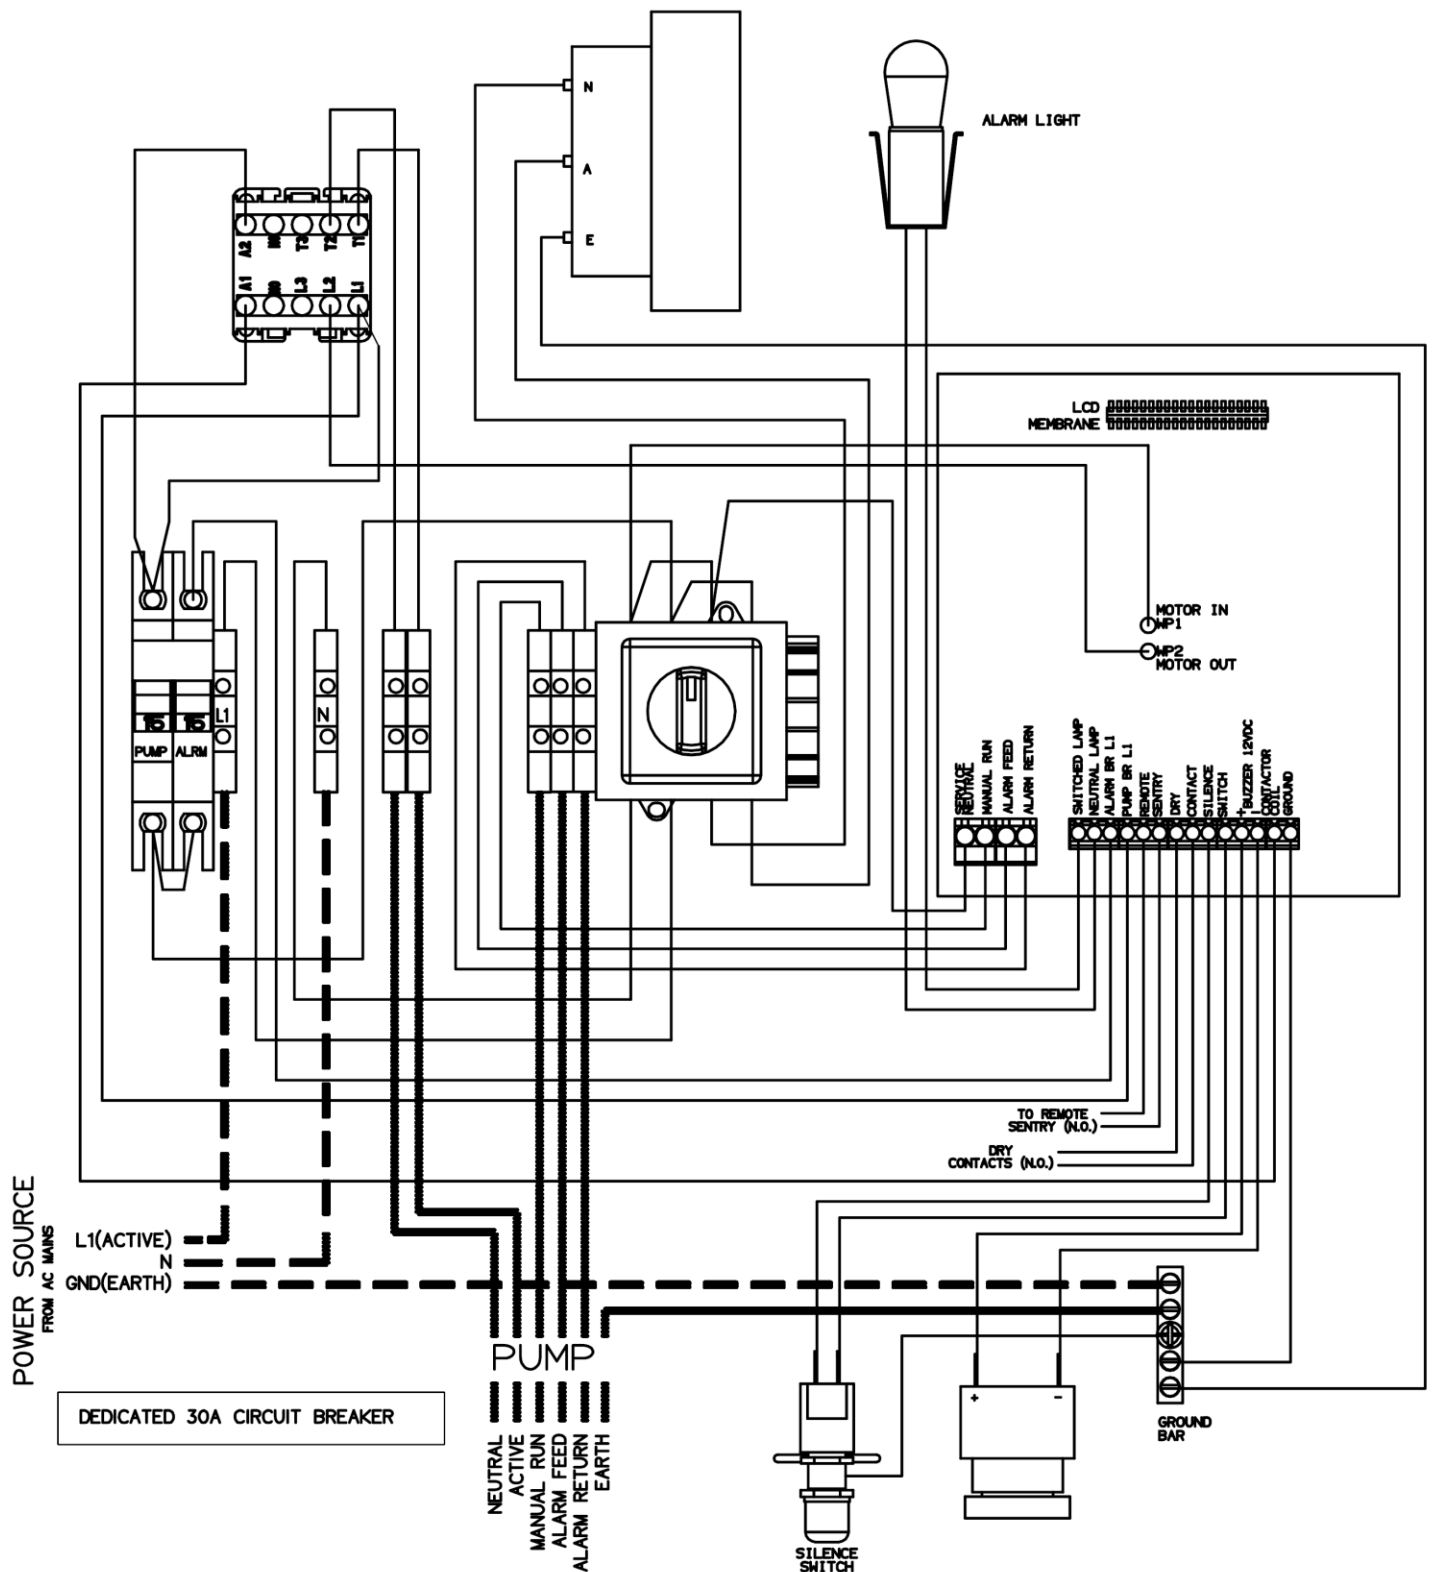 N
A
E
ALARM LIGHT
A2
T3
T2
T1
A1
NO
L3
L2
L1
LCD
MEMBRANE
MOTOR IN
WP1
WP2
MOTOR OUT
15
15
PUMP
ALRM
L1
N
SERVICE
NEUTRAL
MANUAL RUN
ALARM FEED
ALARM RETURN
SWITCHED LAMP
NEUTRAL LAMP
ALARM BR L1
PUMP BR L1
REMOTE
SENTRY
DRY
CONTACT
SILENCE
SWITCH
+BUZZER 12VDC
–
CONTACTOR
COIL
GROUND
TO REMOTE
SENTRY (N.O.)
DRY
CONTACTS (N.O.)
POWER SOURCE
FROM AC MAINS
L1(ACTIVE)
N
GND(EARTH)
PUMP
DEDICATED 30A CIRCUIT BREAKER
NEUTRAL
ACTIVE
MANUAL RUN
ALARM FEED
ALARM RETURN
EARTH
+
–
GROUND
BAR
SILENCE
SWITCH